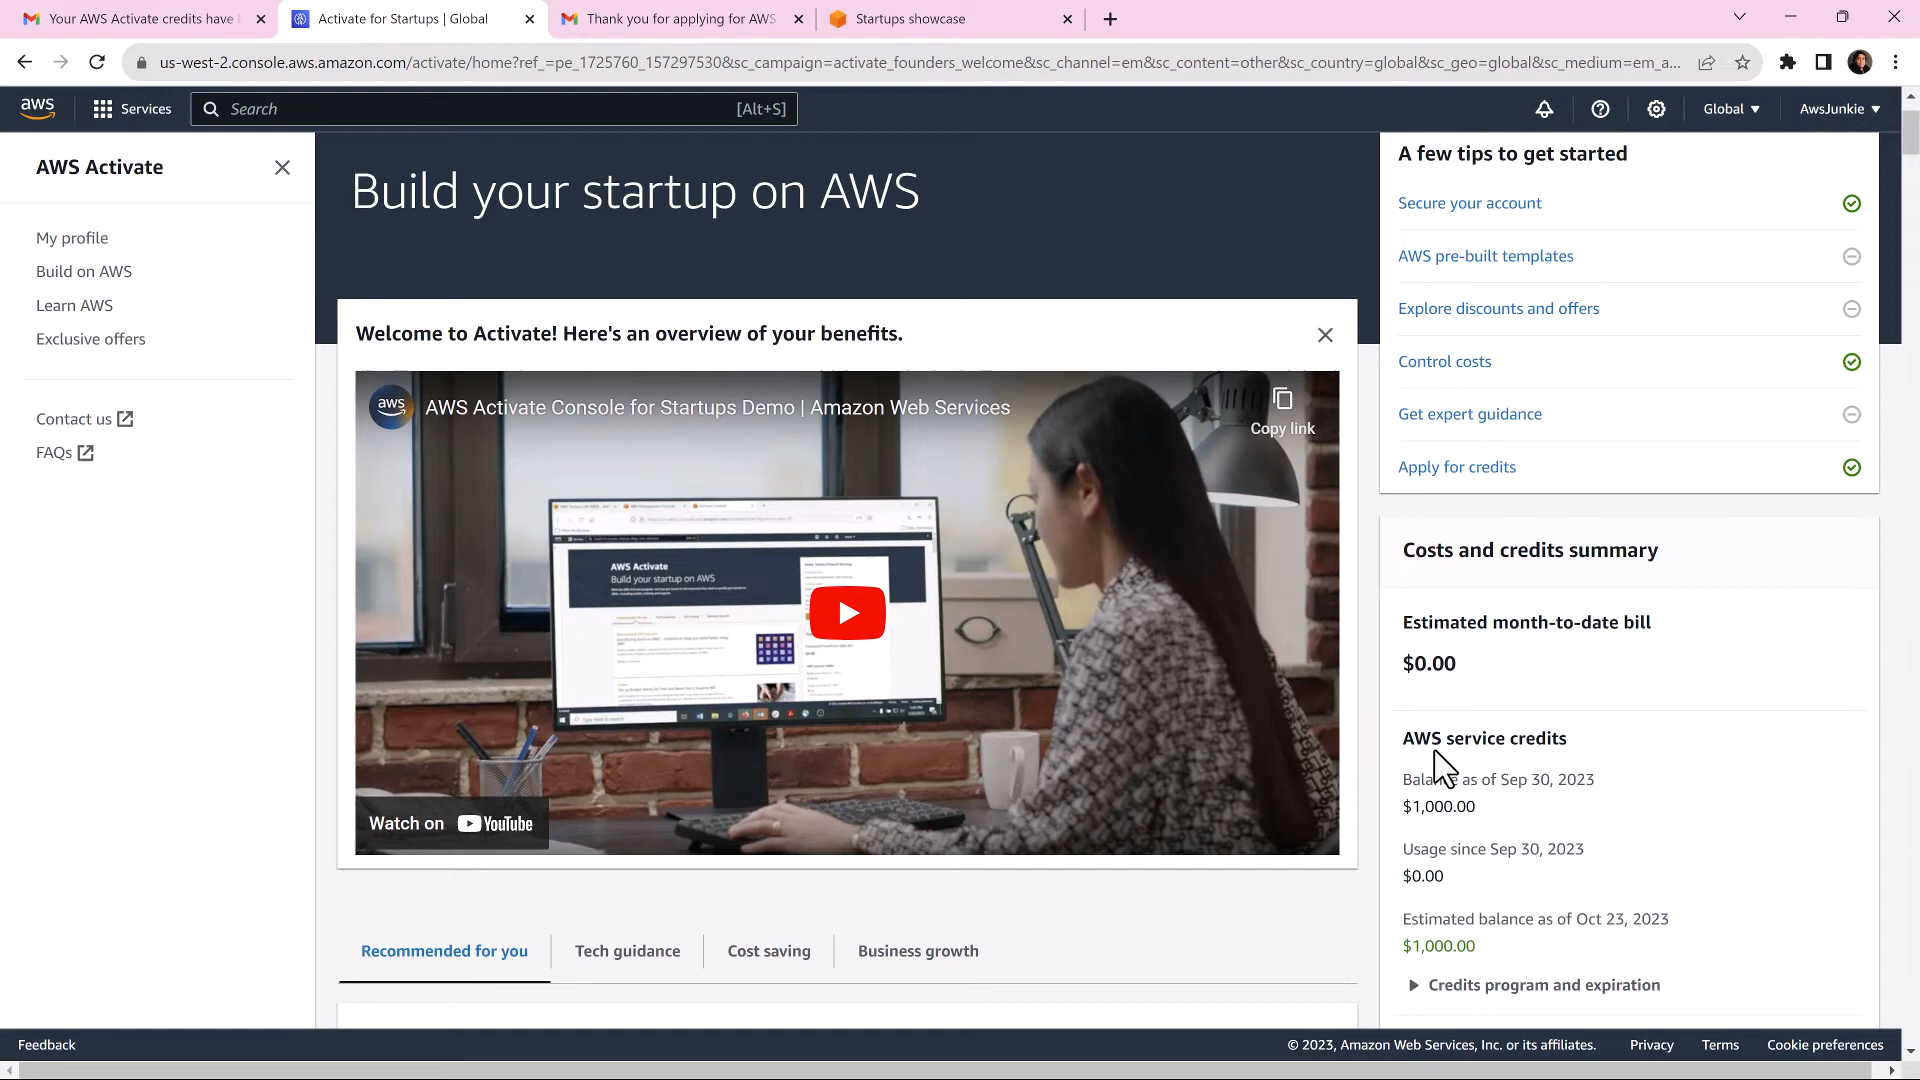 Your AWS Activate credits have
Activate for Startups | Global
Thank you for applying for AWS
Startups showcase
us-west-2.console.aws.amazon.com/activate/home?ref_=pe_1725760_157297530&sc_campaign=activate_founders_welcome&sc_channel=em&sc_content=other&sc_country=global&sc_geo=global&sc_medium=em_a...
aws
Services
Search
[Alt+S]
Global
AwsJunkie
AWS Activate
My profile
Build on AWS
Learn AWS
Exclusive offers
Contact us
FAQs
Build your startup on AWS
Welcome to Activate! Here's an overview of your benefits.
aws
AWS Activate Console for Startups Demo | Amazon Web Services
Copy link
AWS Activate
Build your startup on AWS
Watch on YouTube
Recommended for you
Tech guidance
Cost saving
Business growth
A few tips to get started
Secure your account
AWS pre-built templates
Explore discounts and offers
Control costs
Get expert guidance
Apply for credits
Costs and credits summary
Estimated month-to-date bill
$0.00
AWS service credits
Balance as of Sep 30, 2023
$1,000.00
Usage since Sep 30, 2023
$0.00
Estimated balance as of Oct 23, 2023
$1,000.00
Credits program and expiration
Feedback
© 2023, Amazon Web Services, Inc. or its affiliates.
Privacy
Terms
Cookie preferences